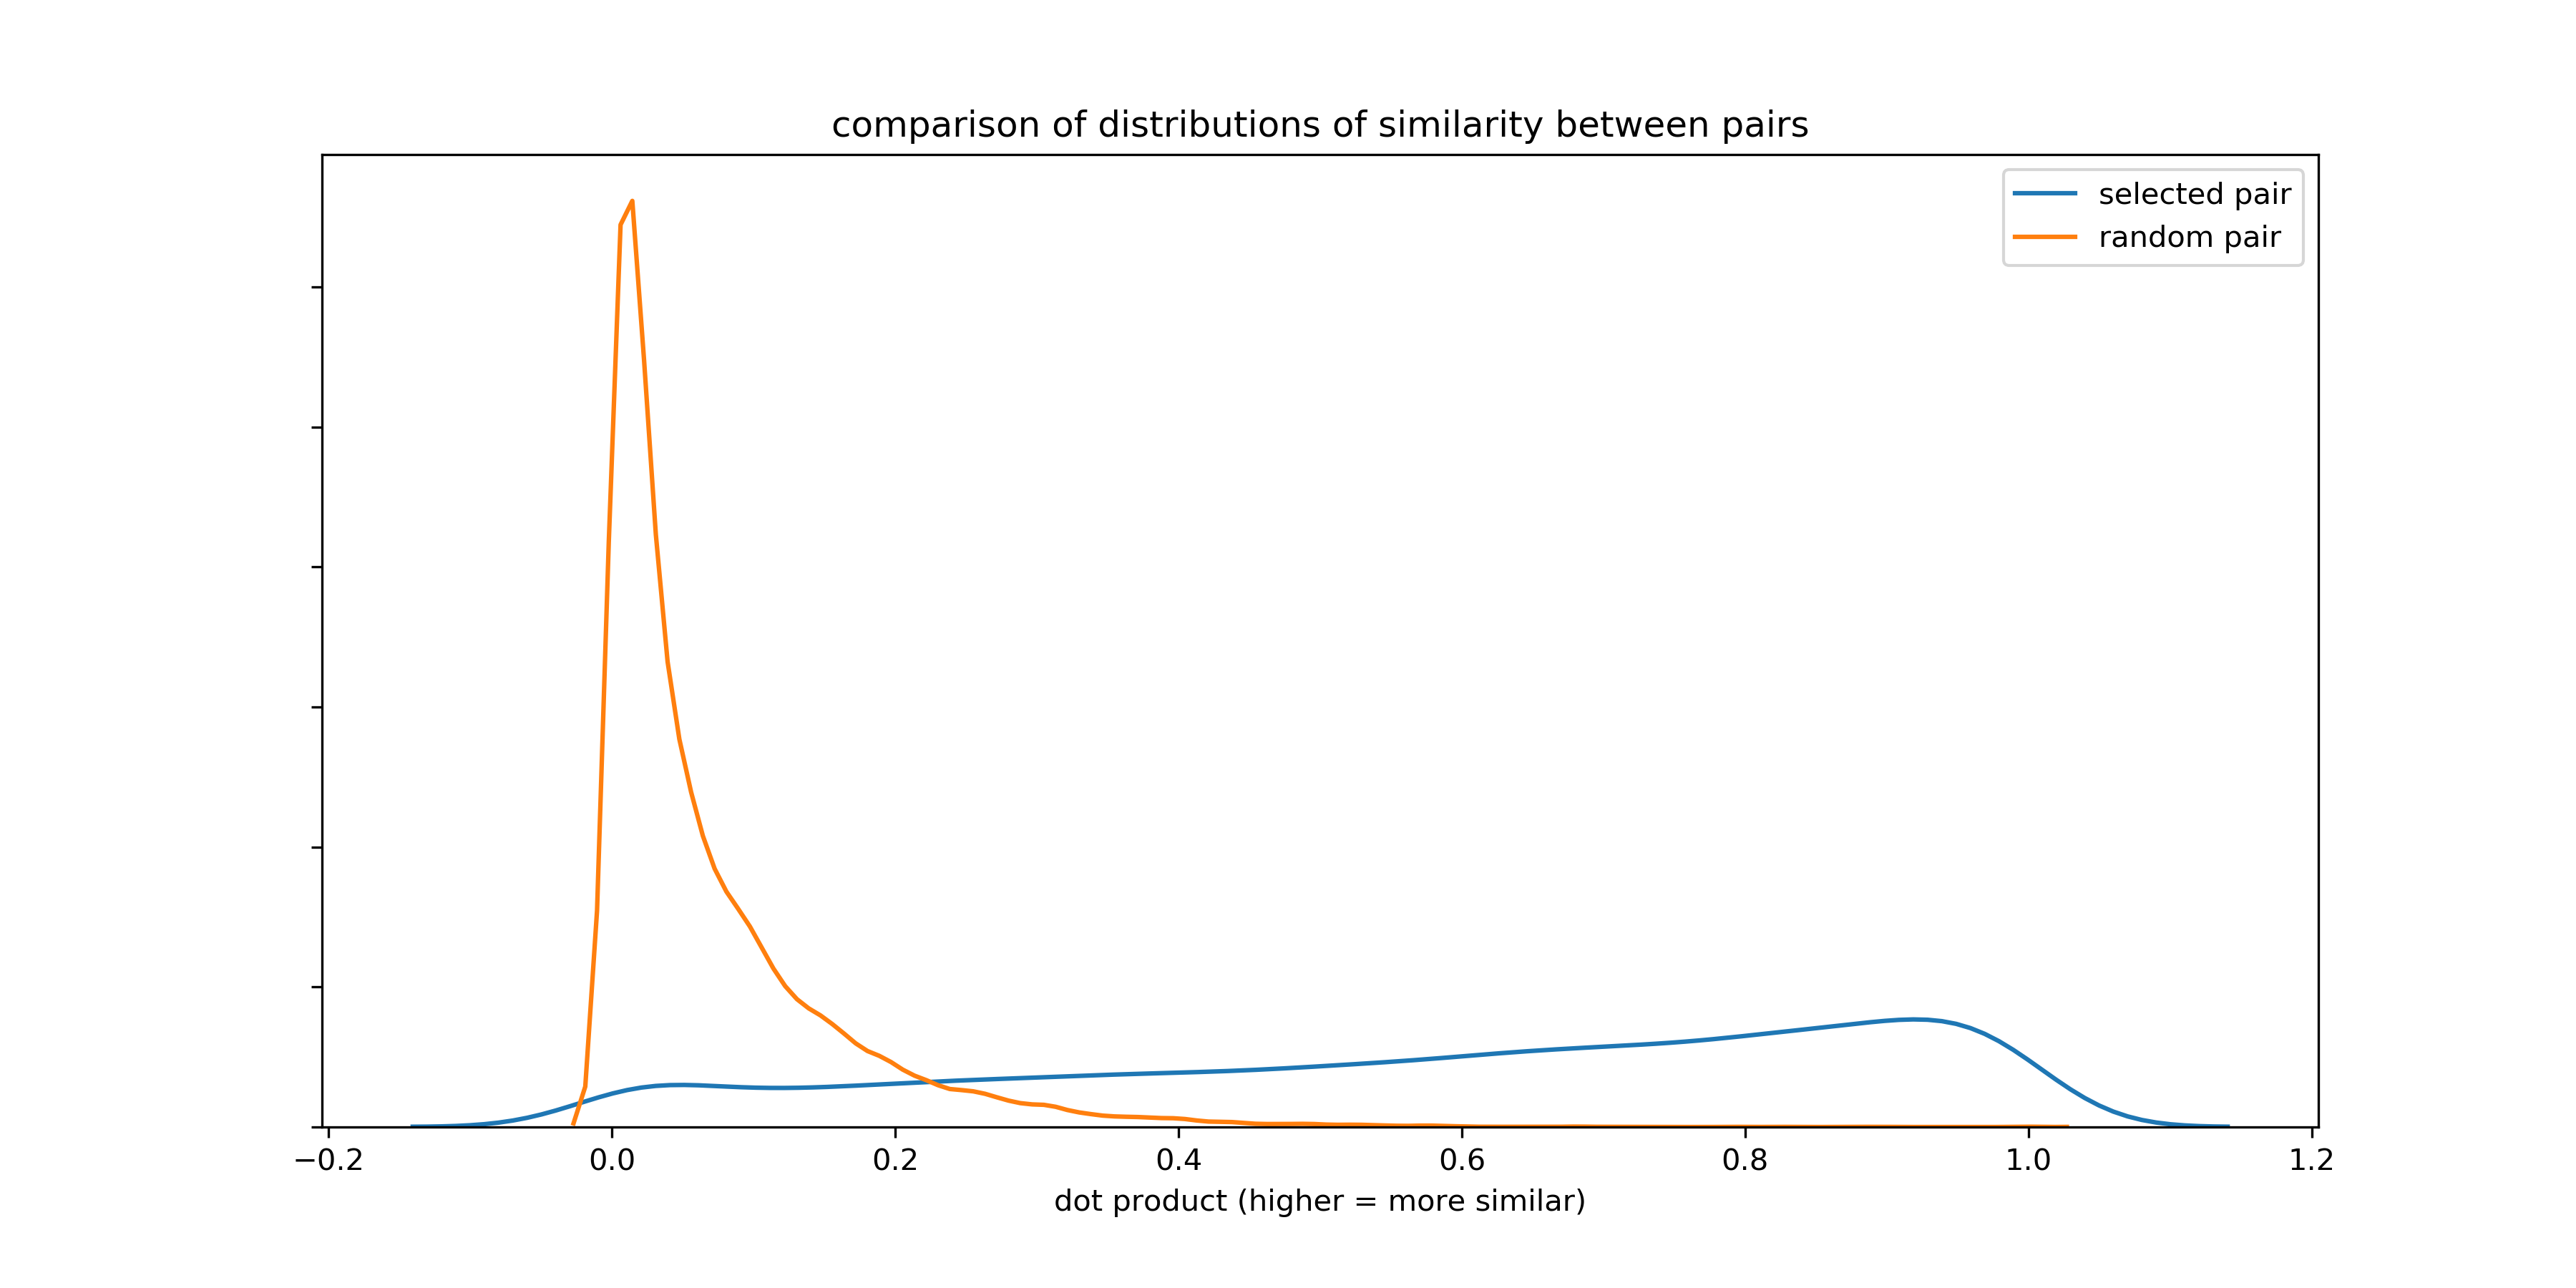 comparison of distributions of similarity between pairs
selected pair
random pair
−0.2 0.0 0.2 0.4 0.6 0.8 1.0 1.2
dot product (higher = more similar)